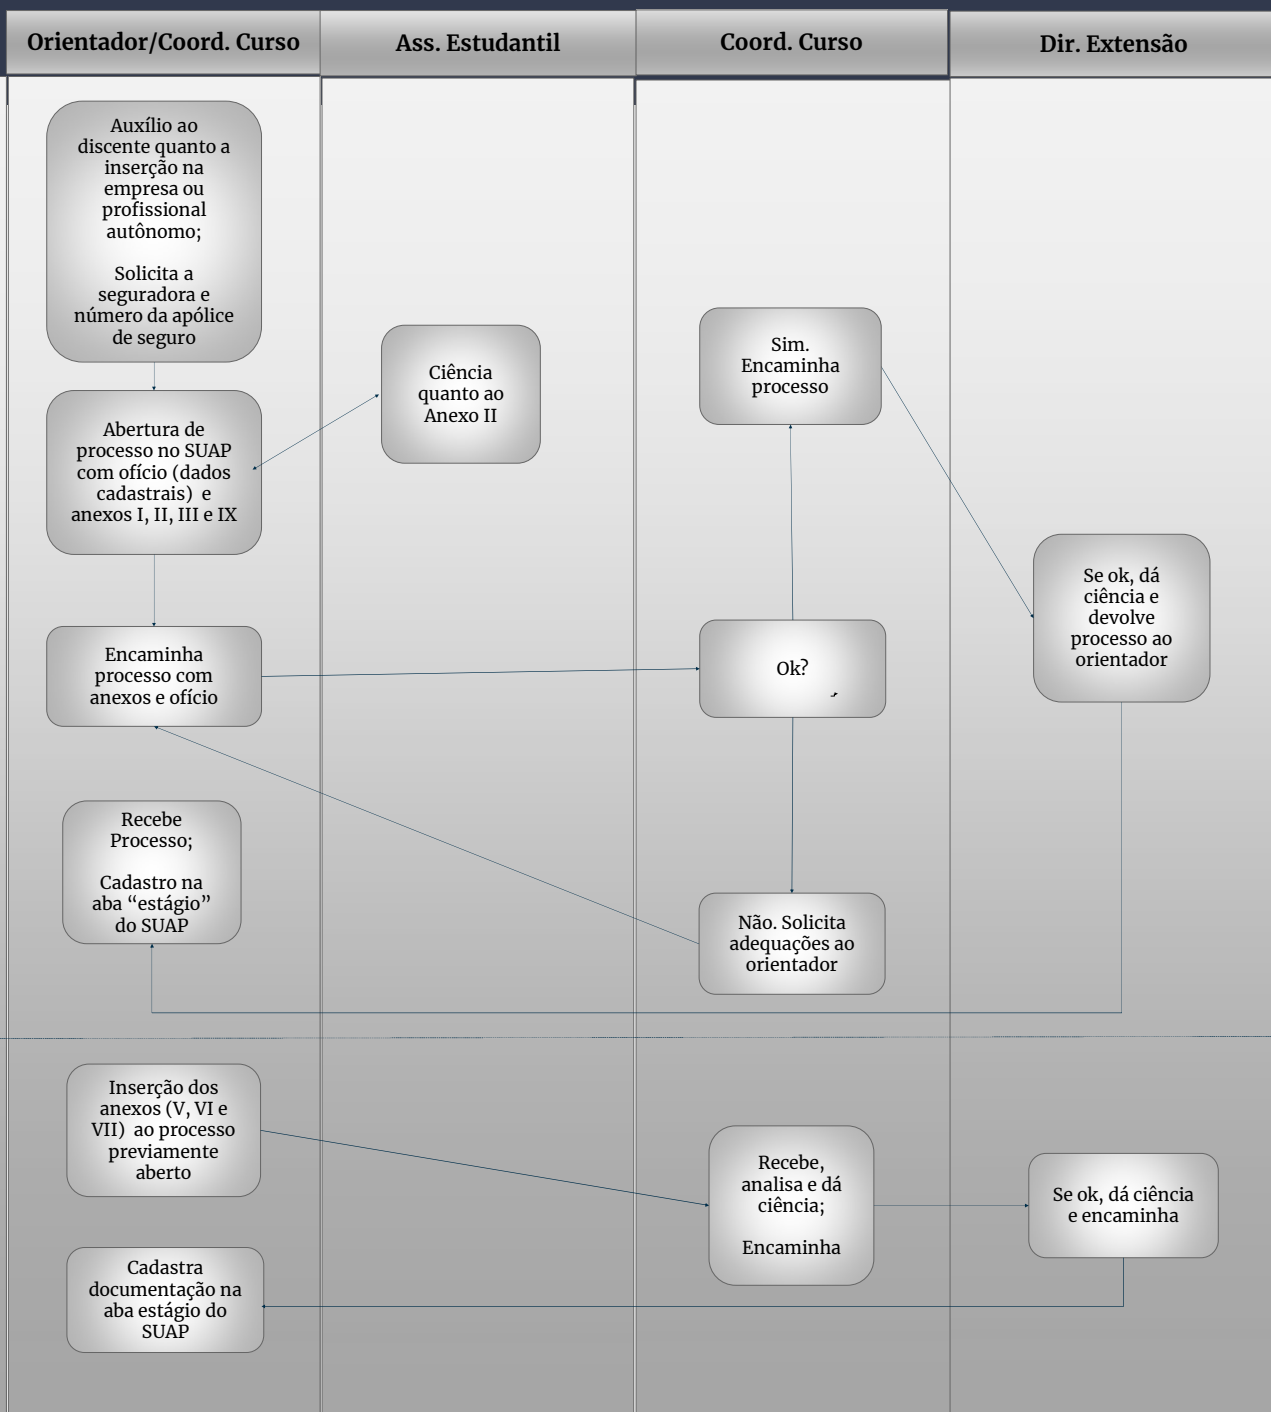 Orientador/Coord. Curso
Ass. Estudantil
Coord. Curso
Dir. Extensão
Auxílio ao
discente quanto a
inserção na
empresa ou
profissional
autônomo;
Solicita a
seguradora e
número da apólice
de seguro
Abertura de
processo no SUAP
com ofício (dados
cadastrais) e
anexos I, II, III e IX
Ciência
quanto ao
Anexo II
Encaminha
processo com
anexos e ofício
Sim.
Encaminha
processo
Ok?
Não. Solicita
adequações ao
orientador
Se ok, dá
ciência e
devolve
processo ao
orientador
Recebe
Processo;
Cadastro na
aba “estágio”
do SUAP
Inserção dos
anexos (V, VI e
VII) ao processo
previamente
aberto
Recebe,
analisa e dá
ciência;
Encaminha
Se ok, dá ciência
e encaminha
Cadastra
documentação na
aba estágio do
SUAP